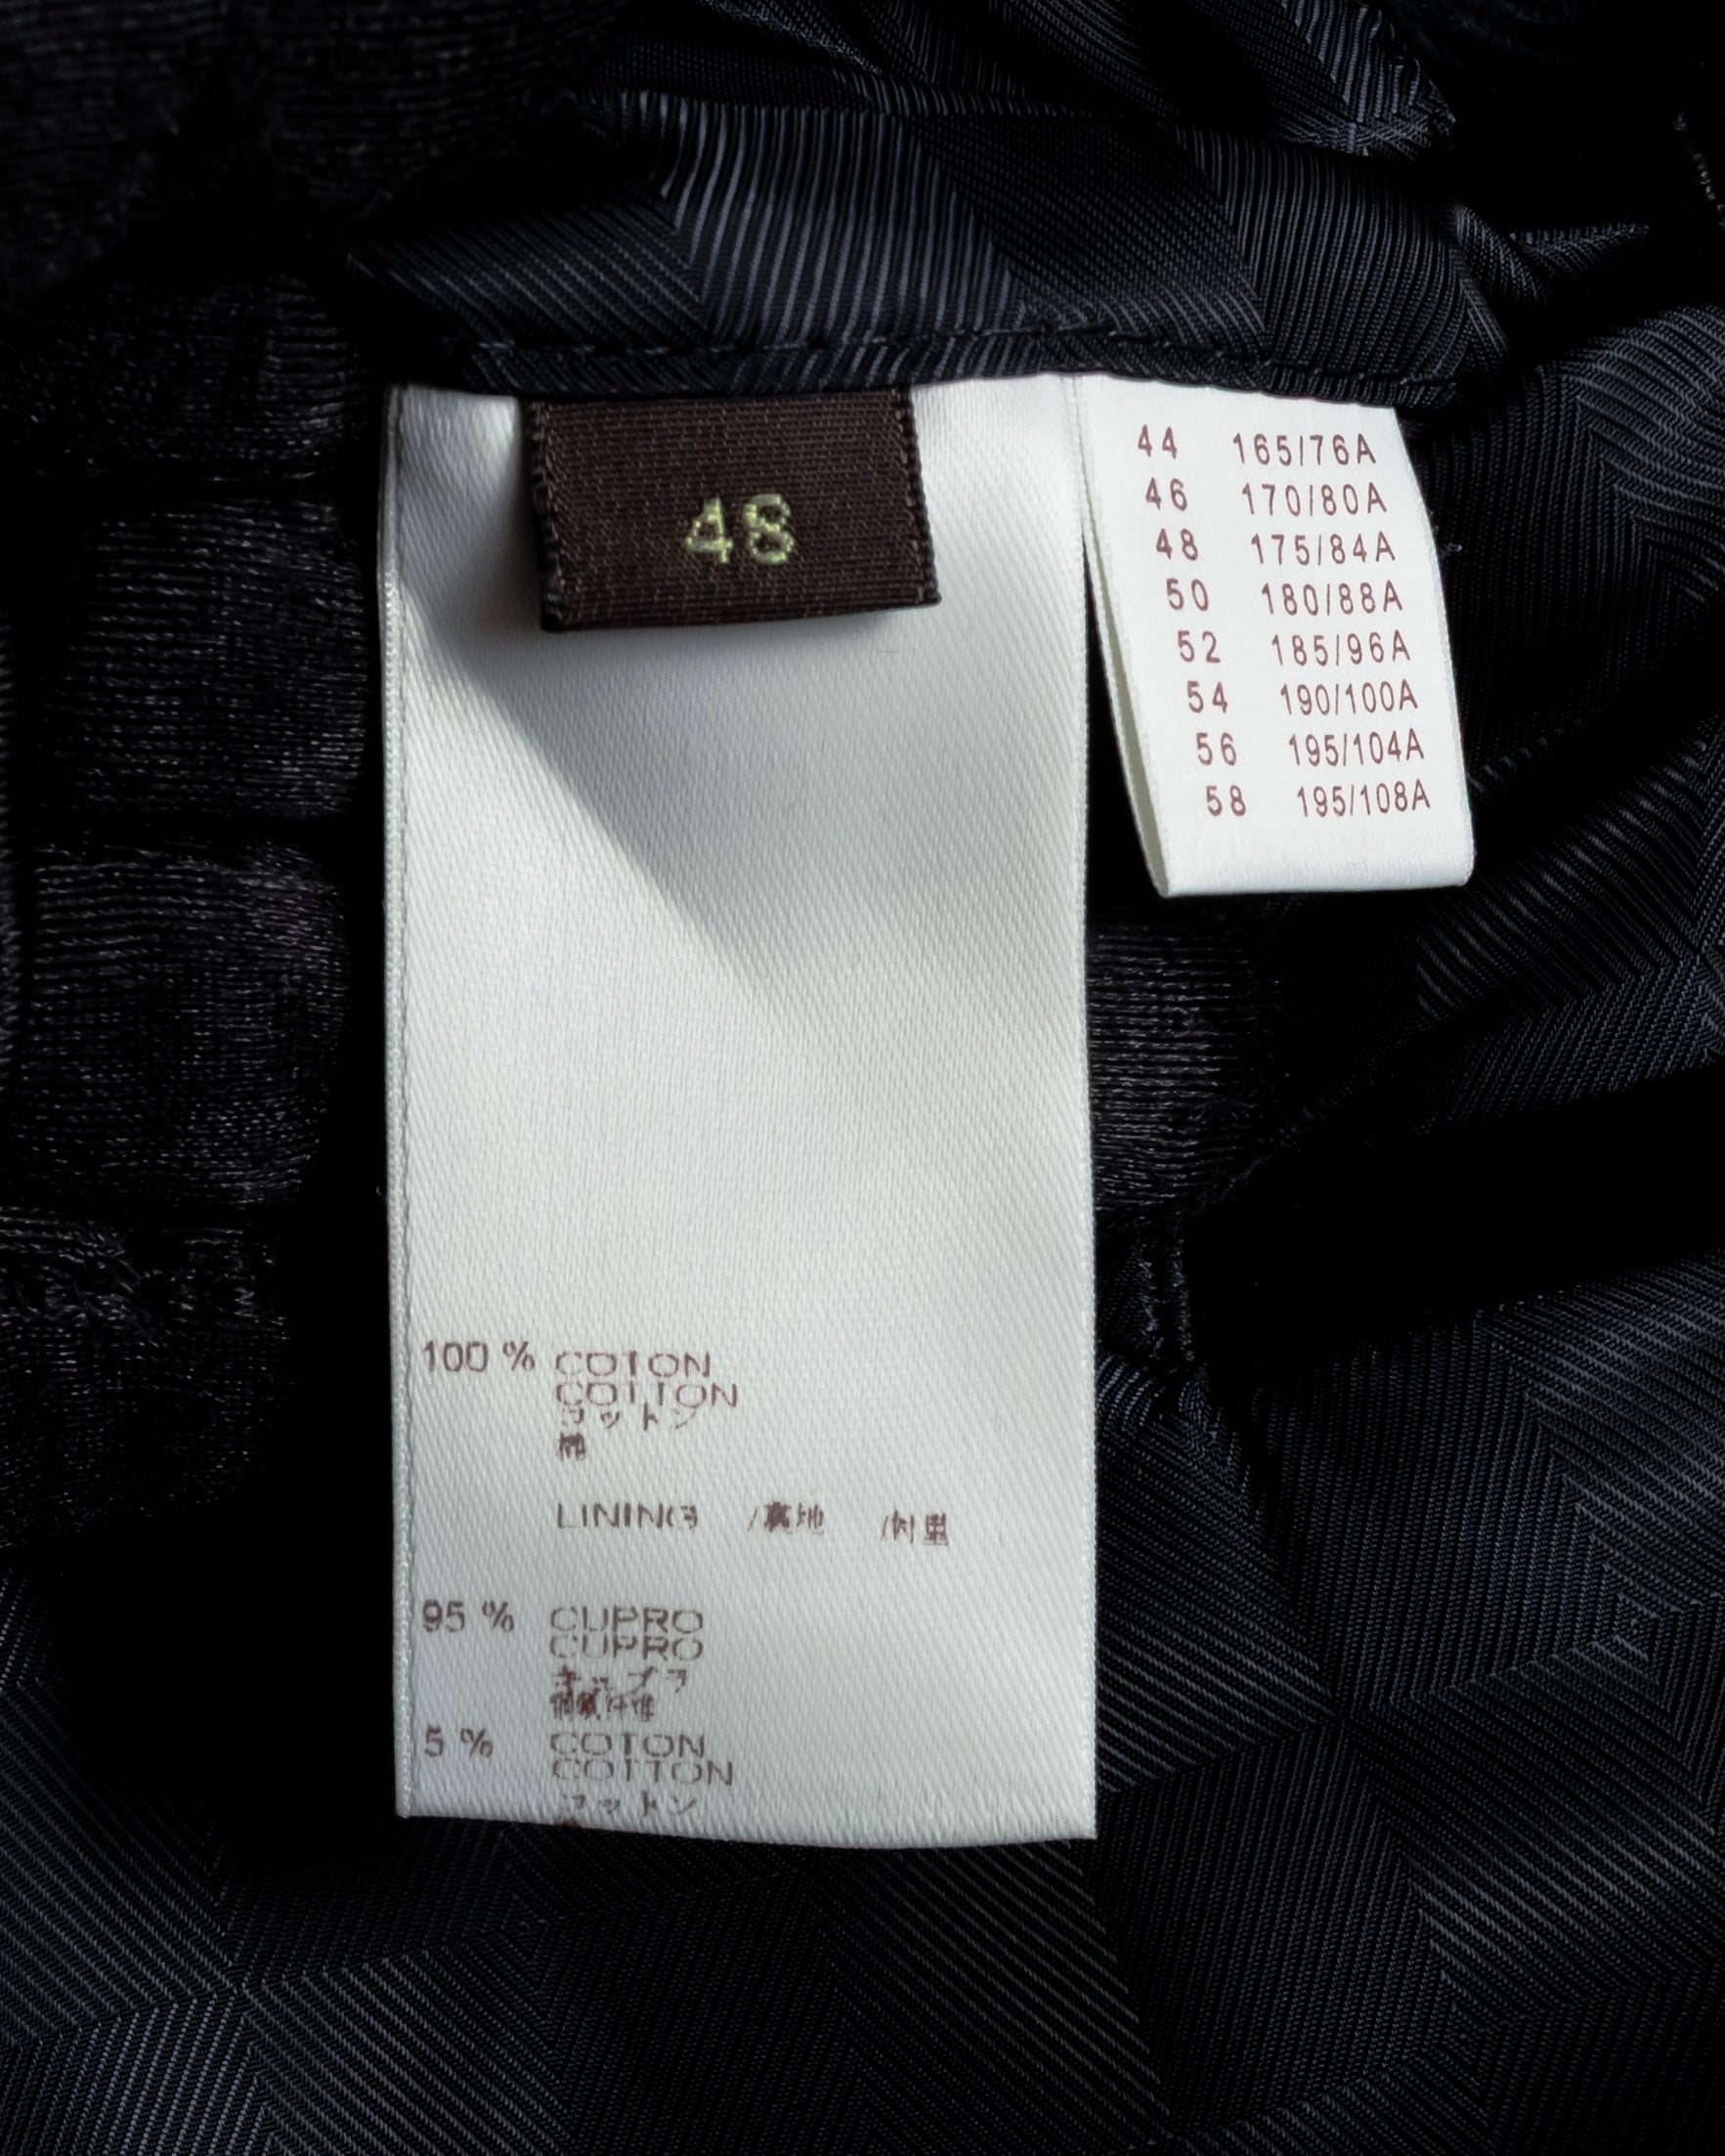 48
44 165/76A
46 170/80A
48 175/84A
50 180/88A
52 185/96A
54 190/100A
56 195/104A
58 195/108A
100 % COTON
COTTON
コットン
棉
LINING /裏地 /衬里
95 % CUPRO
CUPRO
キュプラ
5 % COTON
COTTON
コットン